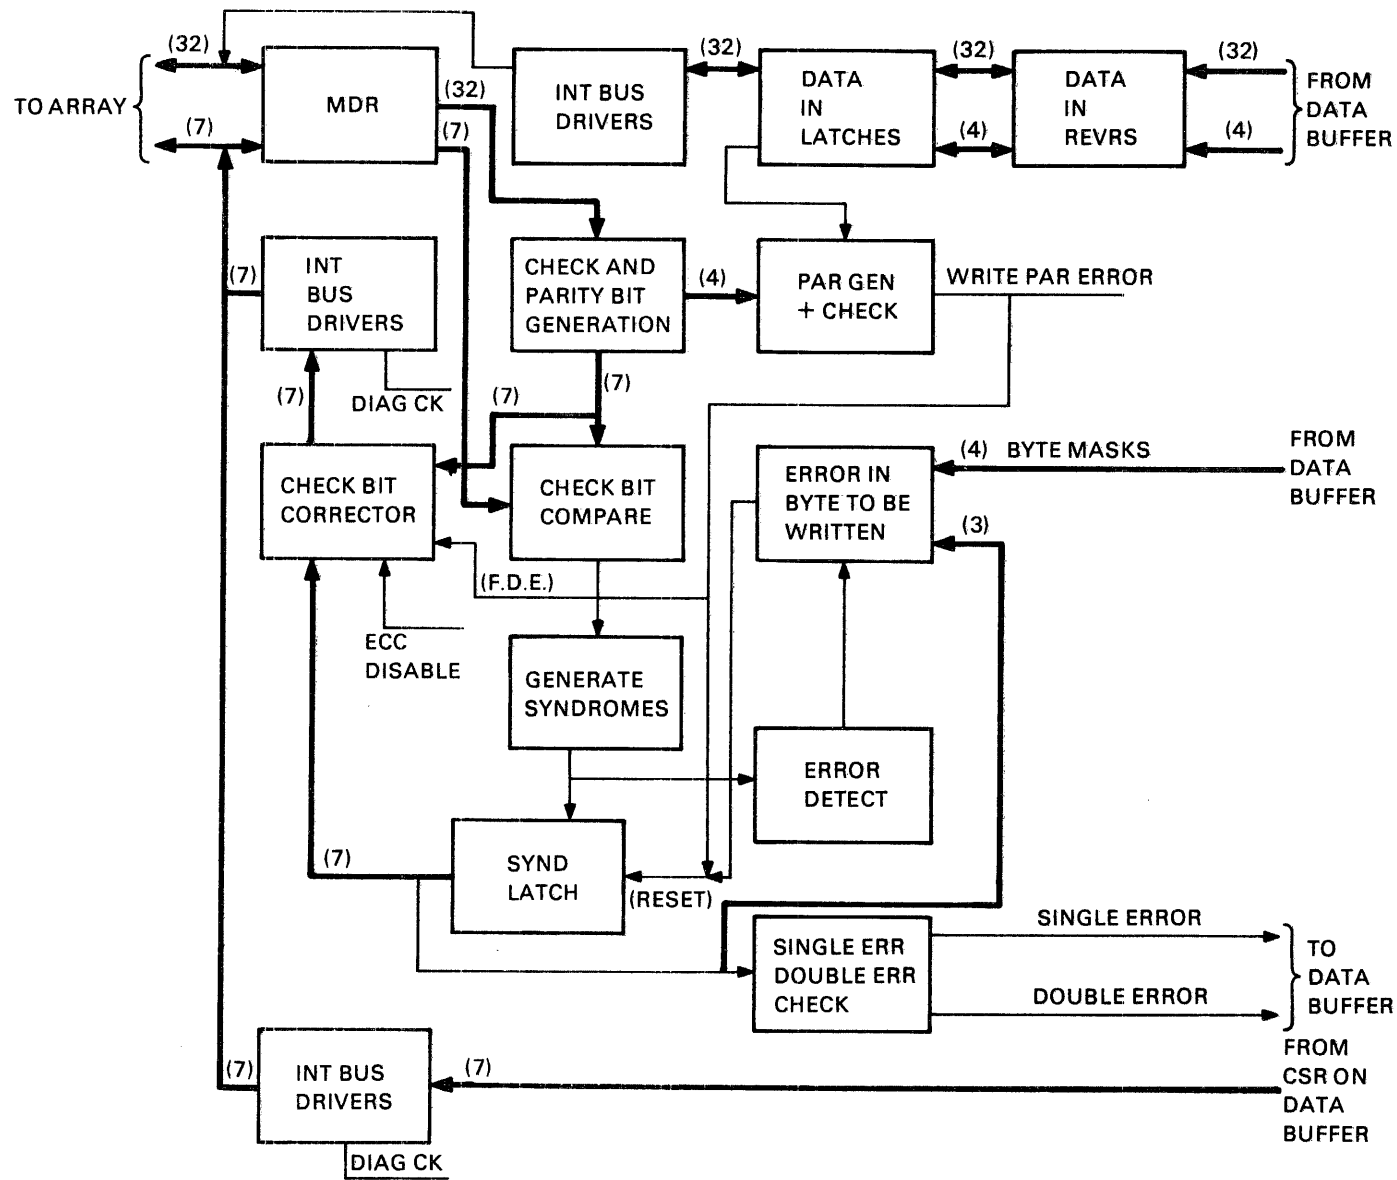 (32)
(7)
TO ARRAY
MDR
(32)
(7)
INT BUS
DRIVERS
(32)
DATA
IN
LATCHES
(32)
(4)
DATA
IN
REVRS
(32)
(4)
FROM
DATA
BUFFER
(7)
INT
BUS
DRIVERS
DIAG CK
(7)
CHECK AND
PARITY BIT
GENERATION
(4)
PAR GEN
+ CHECK
WRITE PAR ERROR
(7)
(7)
CHECK BIT
CORRECTOR
CHECK BIT
COMPARE
ERROR IN
BYTE TO BE
WRITTEN
(4) BYTE MASKS
(3)
FROM
DATA
BUFFER
(F.D.E.)
ECC
DISABLE
GENERATE
SYNDROMES
ERROR
DETECT
(7)
SYND
LATCH
(RESET)
SINGLE ERR
DOUBLE ERR
CHECK
SINGLE ERROR
DOUBLE ERROR
TO
DATA
BUFFER
(7)
INT BUS
DRIVERS
(7)
FROM
CSR ON
DATA
BUFFER
DIAG CK